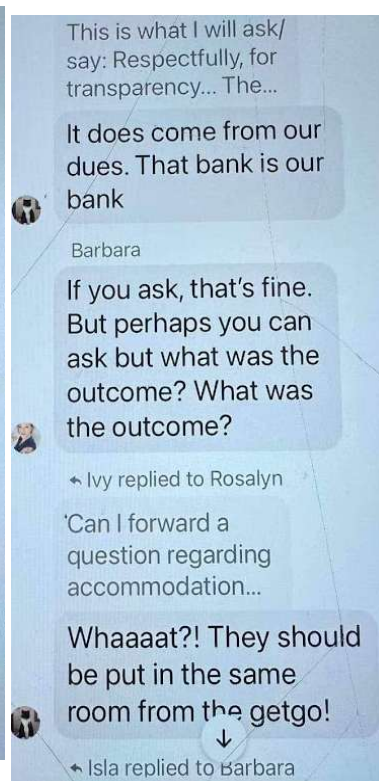 This is what I will ask/
say: Respectfully, for
transparency... The...
It does come from our
dues. That bank is our
bank
Barbara
If you ask, that's fine.
But perhaps you can
ask but what was the
outcome? What was
the outcome?
Ivy replied to Rosalyn
'Can I forward a
question regarding
accommodation...
Whaaaat?! They should
be put in the same
room from the getgo!
Isla replied to Barbara